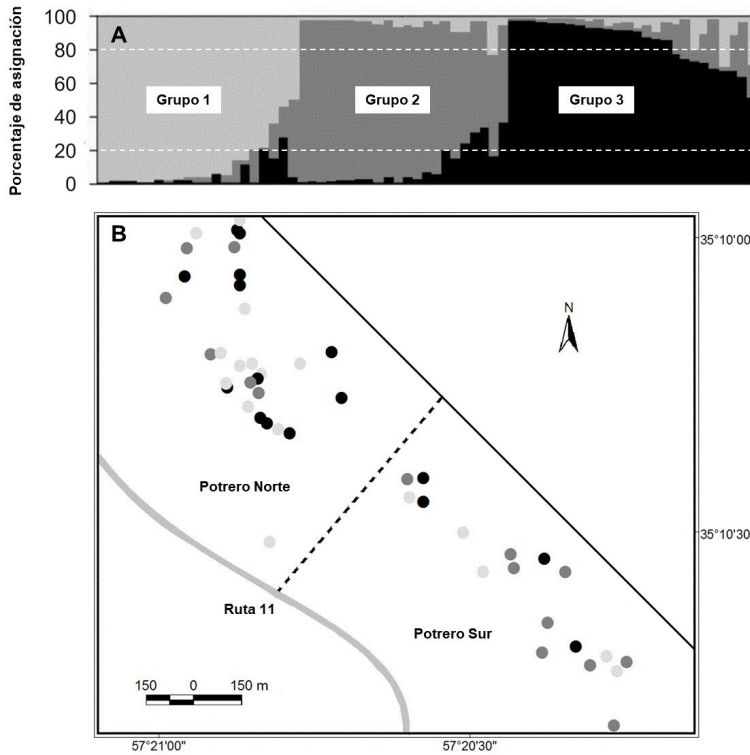 Porcentaje de asignación
100
80
60
40
20
0
A
Grupo 1
Grupo 2
Grupo 3
B
35°10'00
N
Potrero Norte
35°10'30
Ruta 11
Potrero Sur
150 0 150 m
57°21'00"
57°20'30"